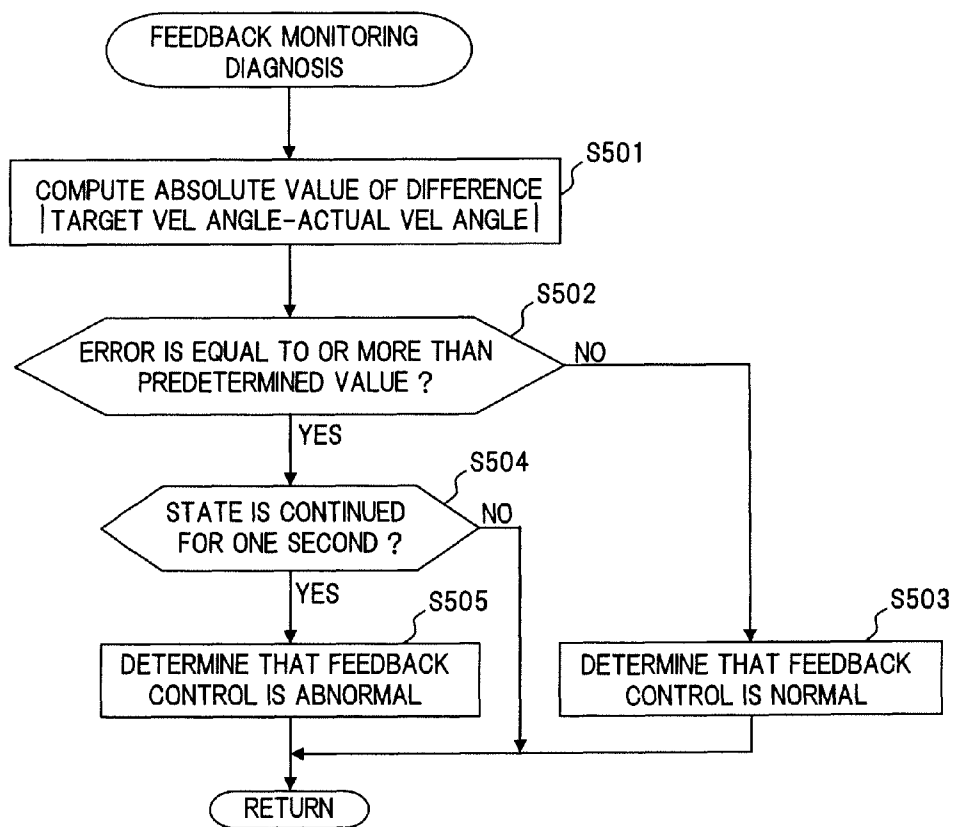 FEEDBACK MONITORING
DIAGNOSIS
S501
COMPUTE ABSOLUTE VALUE OF DIFFERENCE
|TARGET VEL ANGLE-ACTUAL VEL ANGLE|
S502
ERROR IS EQUAL TO OR MORE THAN
PREDETERMINED VALUE ?
NO
YES
S504
STATE IS CONTINUED
FOR ONE SECOND ?
NO
YES
S505
DETERMINE THAT FEEDBACK
CONTROL IS ABNORMAL
S503
DETERMINE THAT FEEDBACK
CONTROL IS NORMAL
RETURN